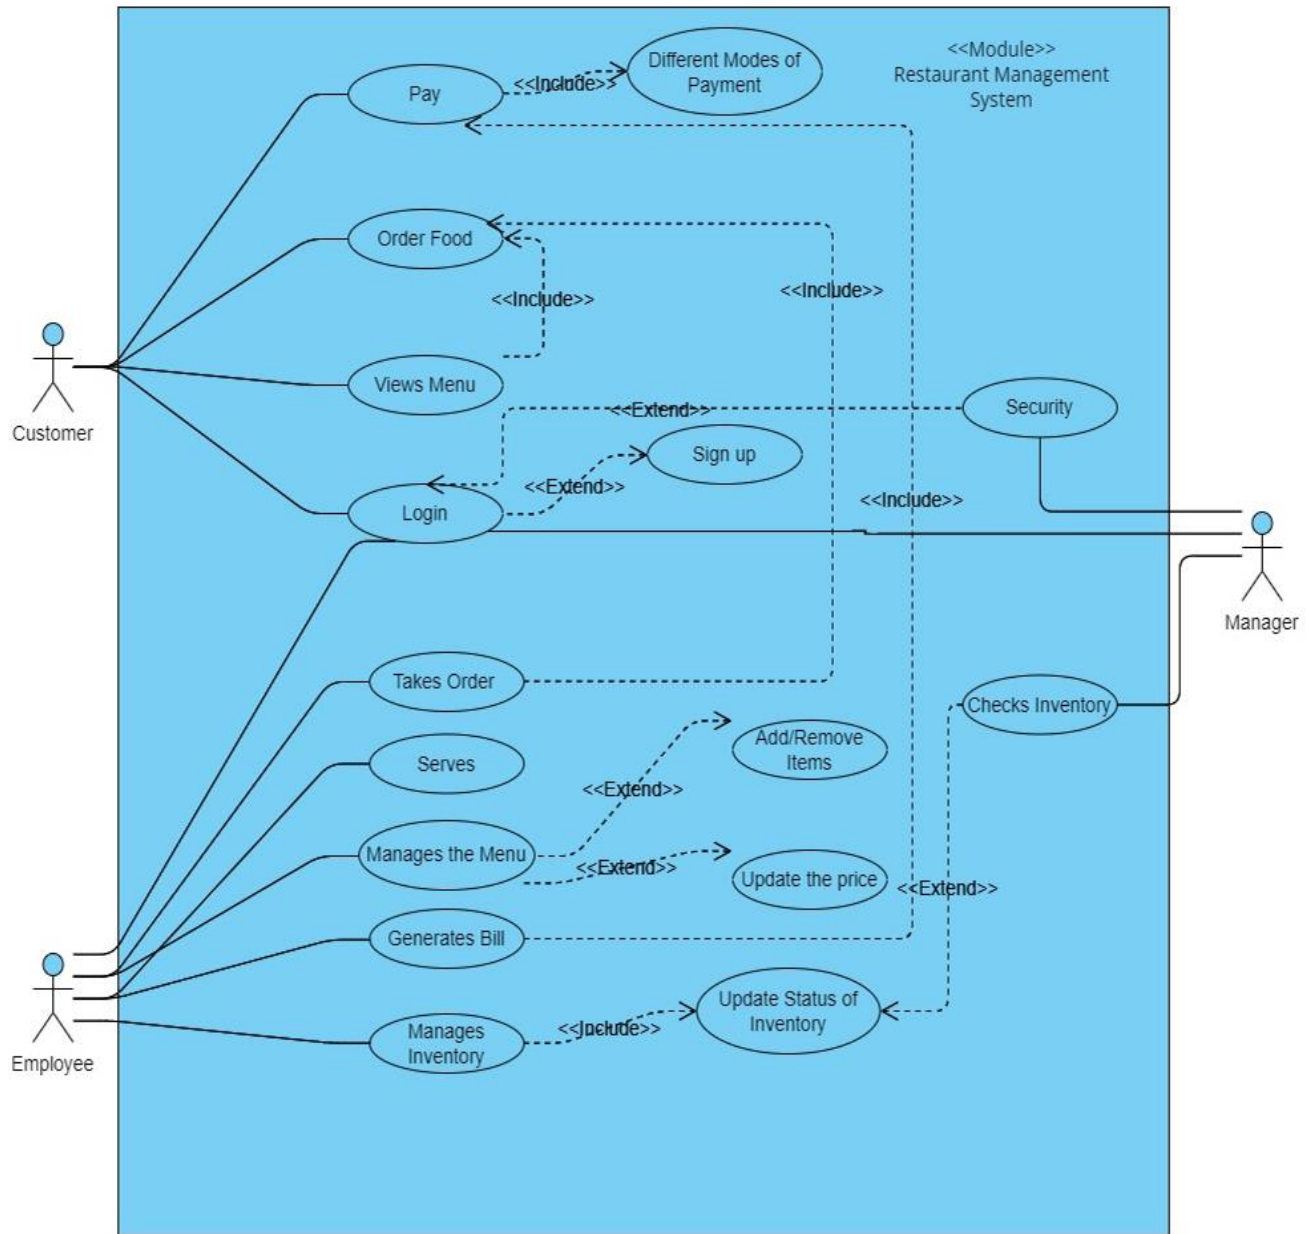 <<Module>>
Restaurant Management
System
Different Modes of
Payment
Pay
<<Include>>
Order Food
<<Include>>
<<Include>>
Views Menu
Customer
Security
<<Extend>>
Sign up
<<Extend>>
Login
<<Include>>
Manager
Takes Order
Checks Inventory
Add/Remove
Items
Serves
<<Extend>>
Manages the Menu
<<Extend>>
Update the price
<<Extend>>
Generates Bill
Update Status of
Inventory
<<Include>>
Manages
Inventory
Employee